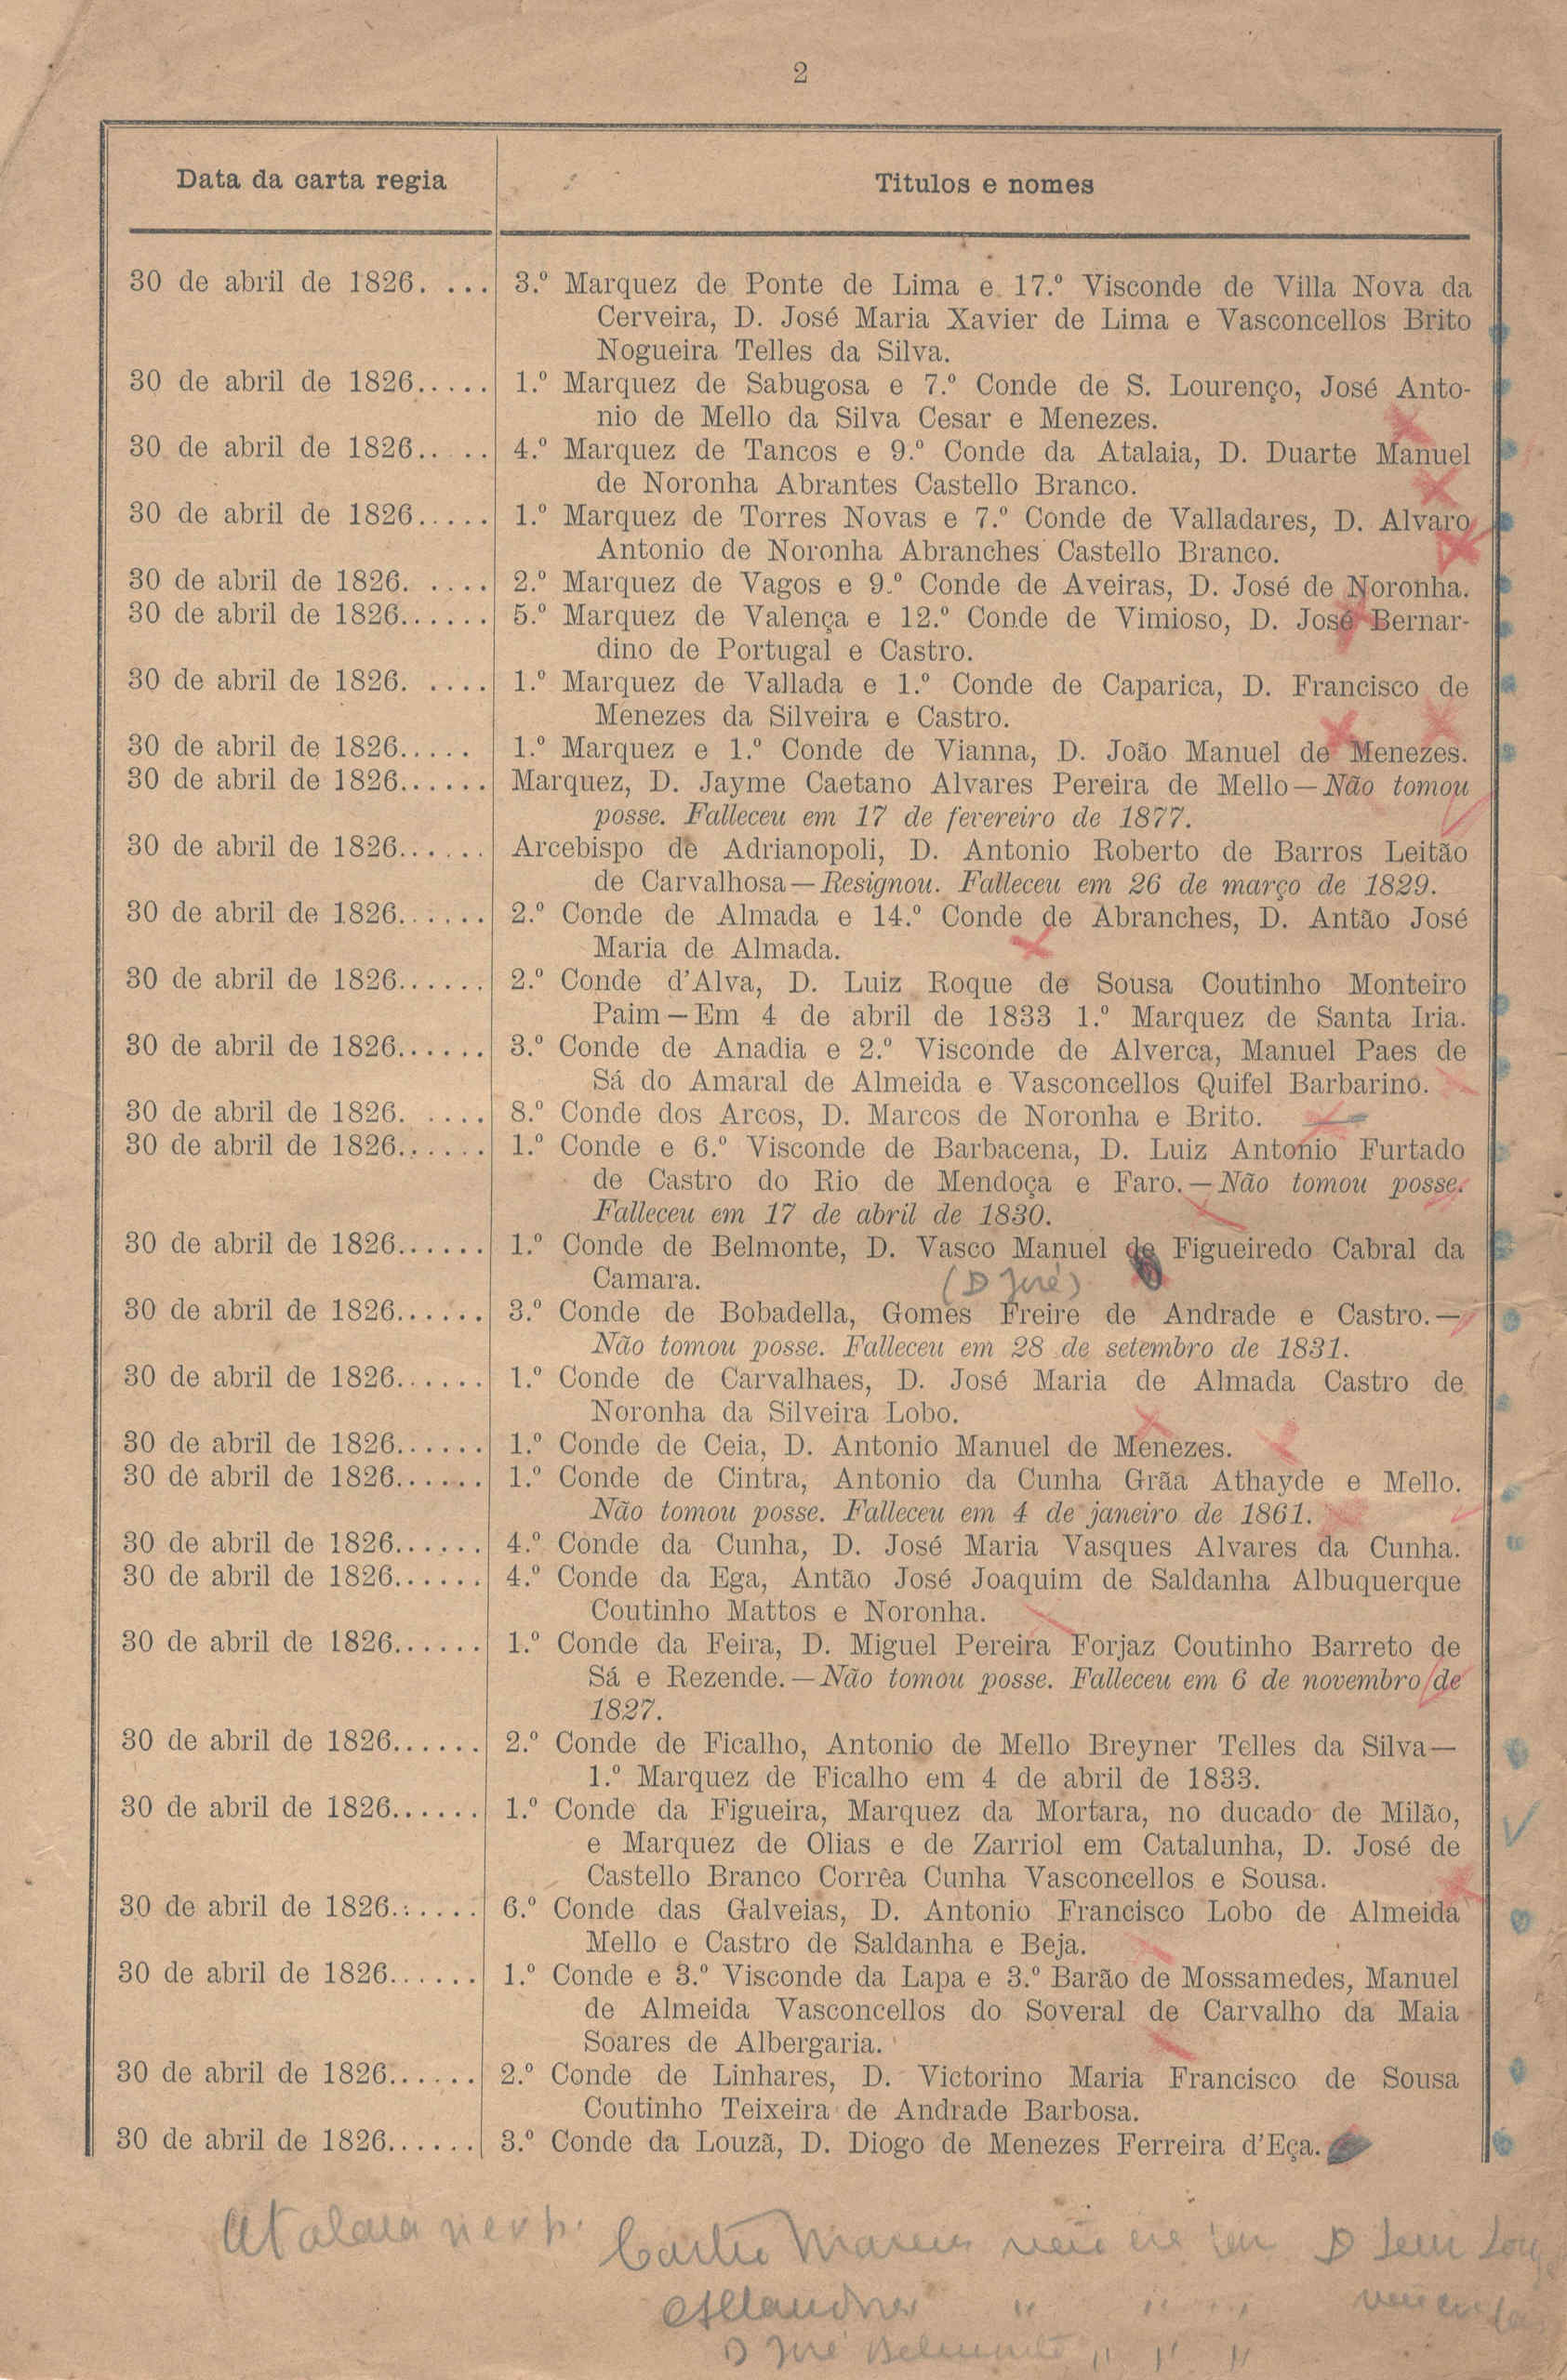 2
Data da carta regia
Titulos e nomes
30 de abril de 1826. ... 3.º Marquez de Ponte de Lima e 17.º Visconde de Villa Nova da
Cerveira, D. José Maria Xavier de Lima e Vasconcellos Brito
Nogueira Telles da Silva.
30 de abril de 1826..... 1.º Marquez de Sabugosa e 7.º Conde de S. Lourenço, José Anto-
nio de Mello da Silva Cesar e Menezes.
30 de abril de 1826..... 4.º Marquez de Tancos e 9.º Conde da Atalaia, D. Duarte Manuel
de Noronha Abrantes Castello Branco.
30 de abril de 1826..... 1.º Marquez de Torres Novas e 7.º Conde de Valladares, D. Alvaro
Antonio de Noronha Abranches Castello Branco.
30 de abril de 1826. .... 2.º Marquez de Vagos e 9.º Conde de Aveiras, D. José de Noronha.
30 de abril de 1826...... 5.º Marquez de Valença e 12.º Conde de Vimioso, D. José Bernar-
dino de Portugal e Castro.
30 de abril de 1826. .... 1.º Marquez de Vallada e 1.º Conde de Caparica, D. Francisco de
Menezes da Silveira e Castro.
30 de abril de 1826..... 1.º Marquez e 1.º Conde de Vianna, D. João Manuel de Menezes.
30 de abril de 1826...... Marquez, D. Jayme Caetano Alvares Pereira de Mello—Não tomou
posse. Falleceu em 17 de fevereiro de 1877.
30 de abril de 1826...... Arcebispo de Adrianopoli, D. Antonio Roberto de Barros Leitão
de Carvalhosa—Resignou. Falleceu em 26 de março de 1829.
30 de abril de 1826...... 2.º Conde de Almada e 14.º Conde de Abranches, D. Antão José
Maria de Almada.
30 de abril de 1826...... 2.º Conde d'Alva, D. Luiz Roque de Sousa Coutinho Monteiro
Paim—Em 4 de abril de 1833 1.º Marquez de Santa Iria.
30 de abril de 1826...... 3.º Conde de Anadia e 2.º Visconde de Alverca, Manuel Paes de
Sá do Amaral de Almeida e Vasconcellos Quifel Barbarino.
30 de abril de 1826. .... 8.º Conde dos Arcos, D. Marcos de Noronha e Brito.
30 de abril de 1826...... 1.º Conde e 6.º Visconde de Barbacena, D. Luiz Antonio Furtado
de Castro do Rio de Mendoça e Faro.—Não tomou posse.
Falleceu em 17 de abril de 1830.
30 de abril de 1826...... 1.º Conde de Belmonte, D. Vasco Manuel de Figueiredo Cabral da
Camara. (D José)
30 de abril de 1826...... 3.º Conde de Bobadella, Gomes Freire de Andrade e Castro.—
Não tomou posse. Falleceu em 28 de setembro de 1831.
30 de abril de 1826...... 1.º Conde de Carvalhaes, D. José Maria de Almada Castro de
Noronha da Silveira Lobo.
30 de abril de 1826...... 1.º Conde de Ceia, D. Antonio Manuel de Menezes.
30 de abril de 1826...... 1.º Conde de Cintra, Antonio da Cunha Grãa Athayde e Mello.
Não tomou posse. Falleceu em 4 de janeiro de 1861.
30 de abril de 1826...... 4.º Conde da Cunha, D. José Maria Vasques Alvares da Cunha.
30 de abril de 1826...... 4.º Conde da Ega, Antão José Joaquim de Saldanha Albuquerque
Coutinho Mattos e Noronha.
30 de abril de 1826...... 1.º Conde da Feira, D. Miguel Pereira Forjaz Coutinho Barreto de
Sá e Rezende.—Não tomou posse. Falleceu em 6 de novembro de
1827.
30 de abril de 1826...... 2.º Conde de Ficalho, Antonio de Mello Breyner Telles da Silva—
1.º Marquez de Ficalho em 4 de abril de 1833.
30 de abril de 1826...... 1.º Conde da Figueira, Marquez da Mortara, no ducado de Milão,
e Marquez de Olias e de Zarriol em Catalunha, D. José de
Castello Branco Corrêa Cunha Vasconcellos e Sousa.
30 de abril de 1826...... 6.º Conde das Galveias, D. Antonio Francisco Lobo de Almeida
Mello e Castro de Saldanha e Beja.
30 de abril de 1826...... 1.º Conde e 3.º Visconde da Lapa e 3.º Barão de Mossamedes, Manuel
de Almeida Vasconcellos do Soveral de Carvalho da Maia
Soares de Albergaria.
30 de abril de 1826...... 2.º Conde de Linhares, D. Victorino Maria Francisco de Sousa
Coutinho Teixeira de Andrade Barbosa.
30 de abril de 1826...... 3.º Conde da Louzã, D. Diogo de Menezes Ferreira d'Eça.
Atalaia
D José Belmonte " " "